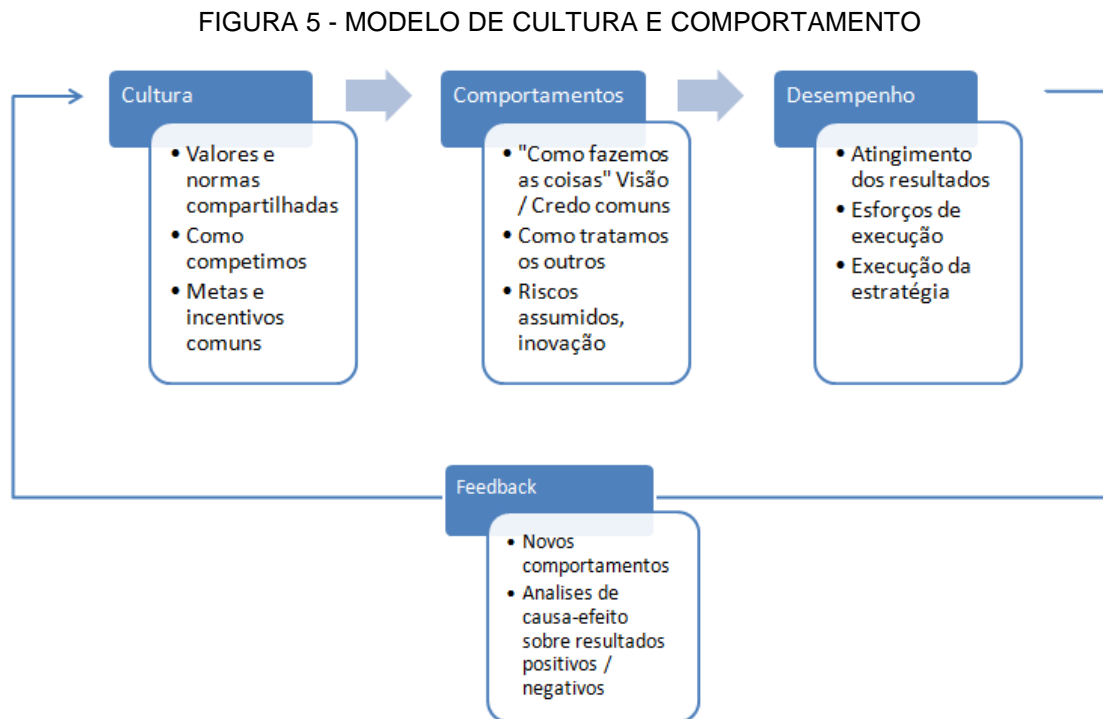 FIGURA 5 - MODELO DE CULTURA E COMPORTAMENTO
Cultura
• Valores e
normas
compartilhadas
• Como
competimos
• Metas e
incentivos
comuns
Comportamentos
• "Como fazemos
as coisas" Visão
/ Credo comuns
• Como tratamos
os outros
• Riscos
assumidos,
inovação
Desempenho
• Atingimento
dos resultados
• Esforços de
execução
• Execução da
estratégia
Feedback
• Novos
comportamentos
• Analises de
causa-efeito
sobre resultados
positivos /
negativos